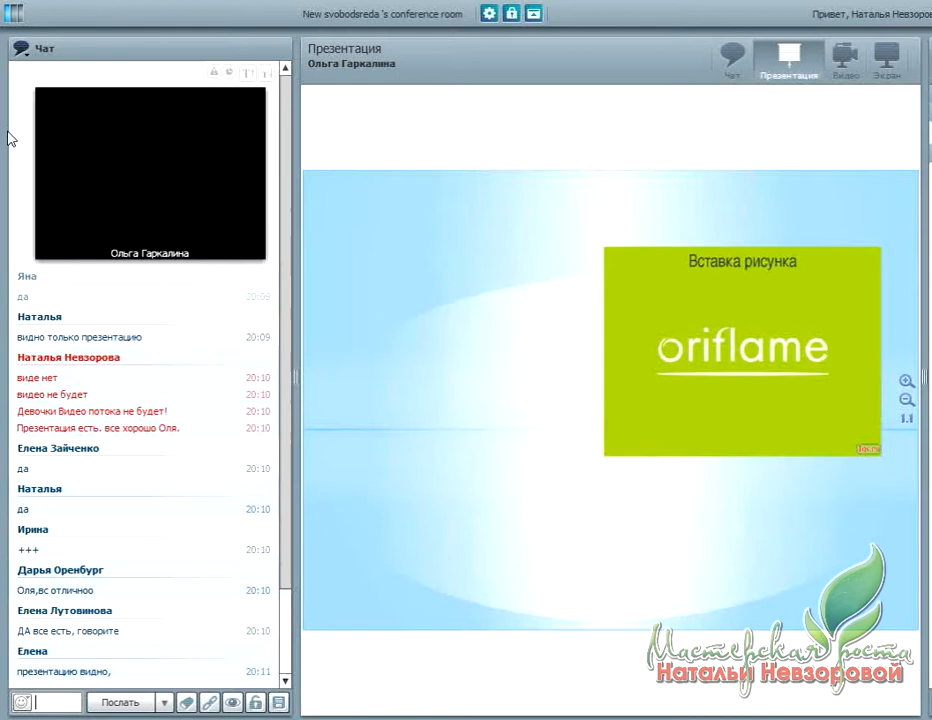 New svobodsreda 's conference room
Привет, Наталья Невзоров
Чат
Презентация
Ольга Гаркалина
Чат
Презентация
Видео
Экран
Ольга Гаркалина
Яна
да 20:09
Наталья
видно только презентацию 20:09
Наталья Невзорова
виде нет 20:10
видео не будет 20:10
Девочки Видео потока не будет! 20:10
Презентация есть. все хорошо Оля. 20:10
Елена Зайченко
да 20:10
Наталья
да 20:10
Ирина
+++ 20:10
Дарья Оренбург
Оля,вс отличноо 20:10
Елена Лутовинова
ДА все есть, говорите 20:10
Елена
презентацию видно, 20:11
Послать
Вставка рисунка
oriflame
1.1
Мастерская роста
Натальи Невзоровой